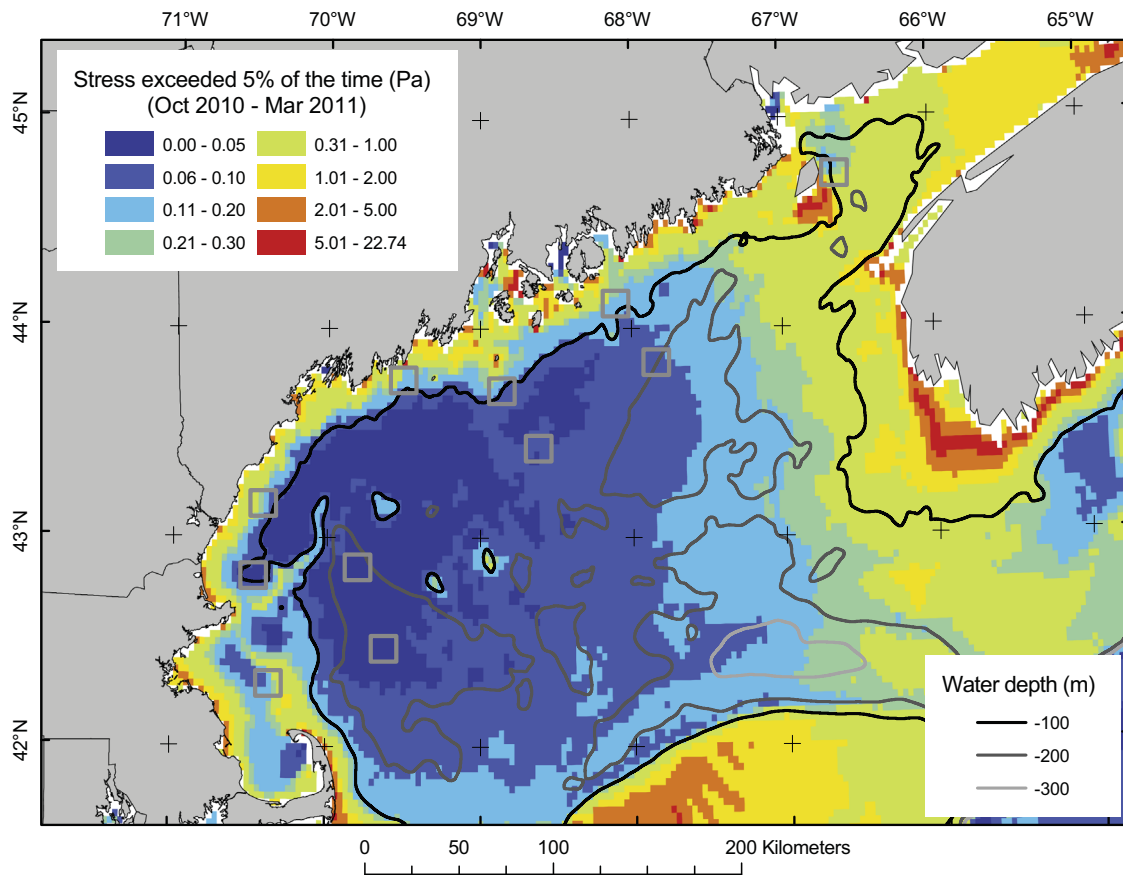 71°W 70°W 69°W 68°W 67°W 66°W 65°W
Stress exceeded 5% of the time (Pa)
(Oct 2010 - Mar 2011)
0.00 - 0.05 0.31 - 1.00
0.06 - 0.10 1.01 - 2.00
0.11 - 0.20 2.01 - 5.00
0.21 - 0.30 5.01 - 22.74
45°N
44°N
43°N
42°N
Water depth (m)
-100
-200
-300
0 50 100 200 Kilometers